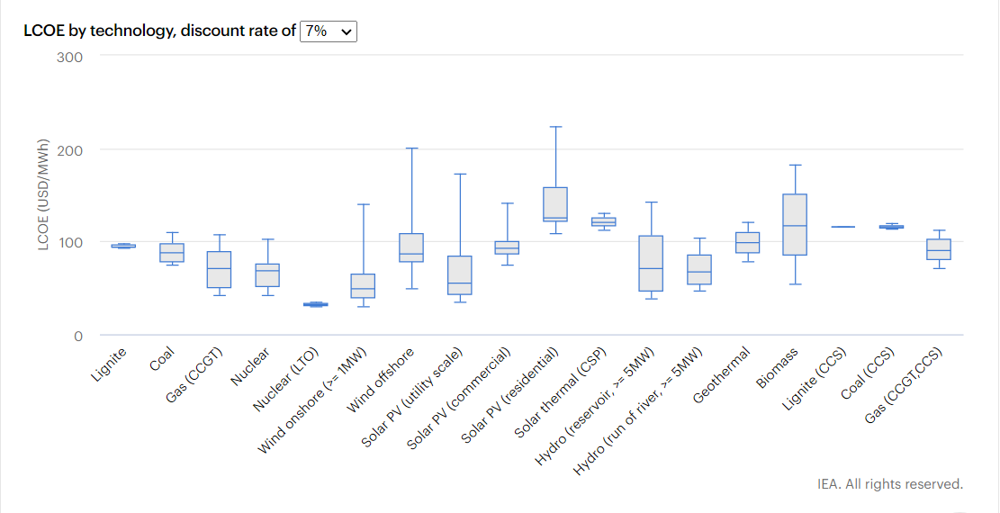 LCOE by technology, discount rate of 7%
300
200
100
0
LCOE (USD/MWh)
Lignite
Coal
Gas (CCGT)
Nuclear
Nuclear (LTO)
Wind onshore (>= 1MW)
Wind offshore
Solar PV (utility scale)
Solar PV (commercial)
Solar PV (residential)
Solar thermal (CSP)
Hydro (reservoir, >= 5MW)
Hydro (run of river, >= 5MW)
Geothermal
Biomass
Lignite (CCS)
Coal (CCS)
Gas (CCGT,CCS)
IEA. All rights reserved.